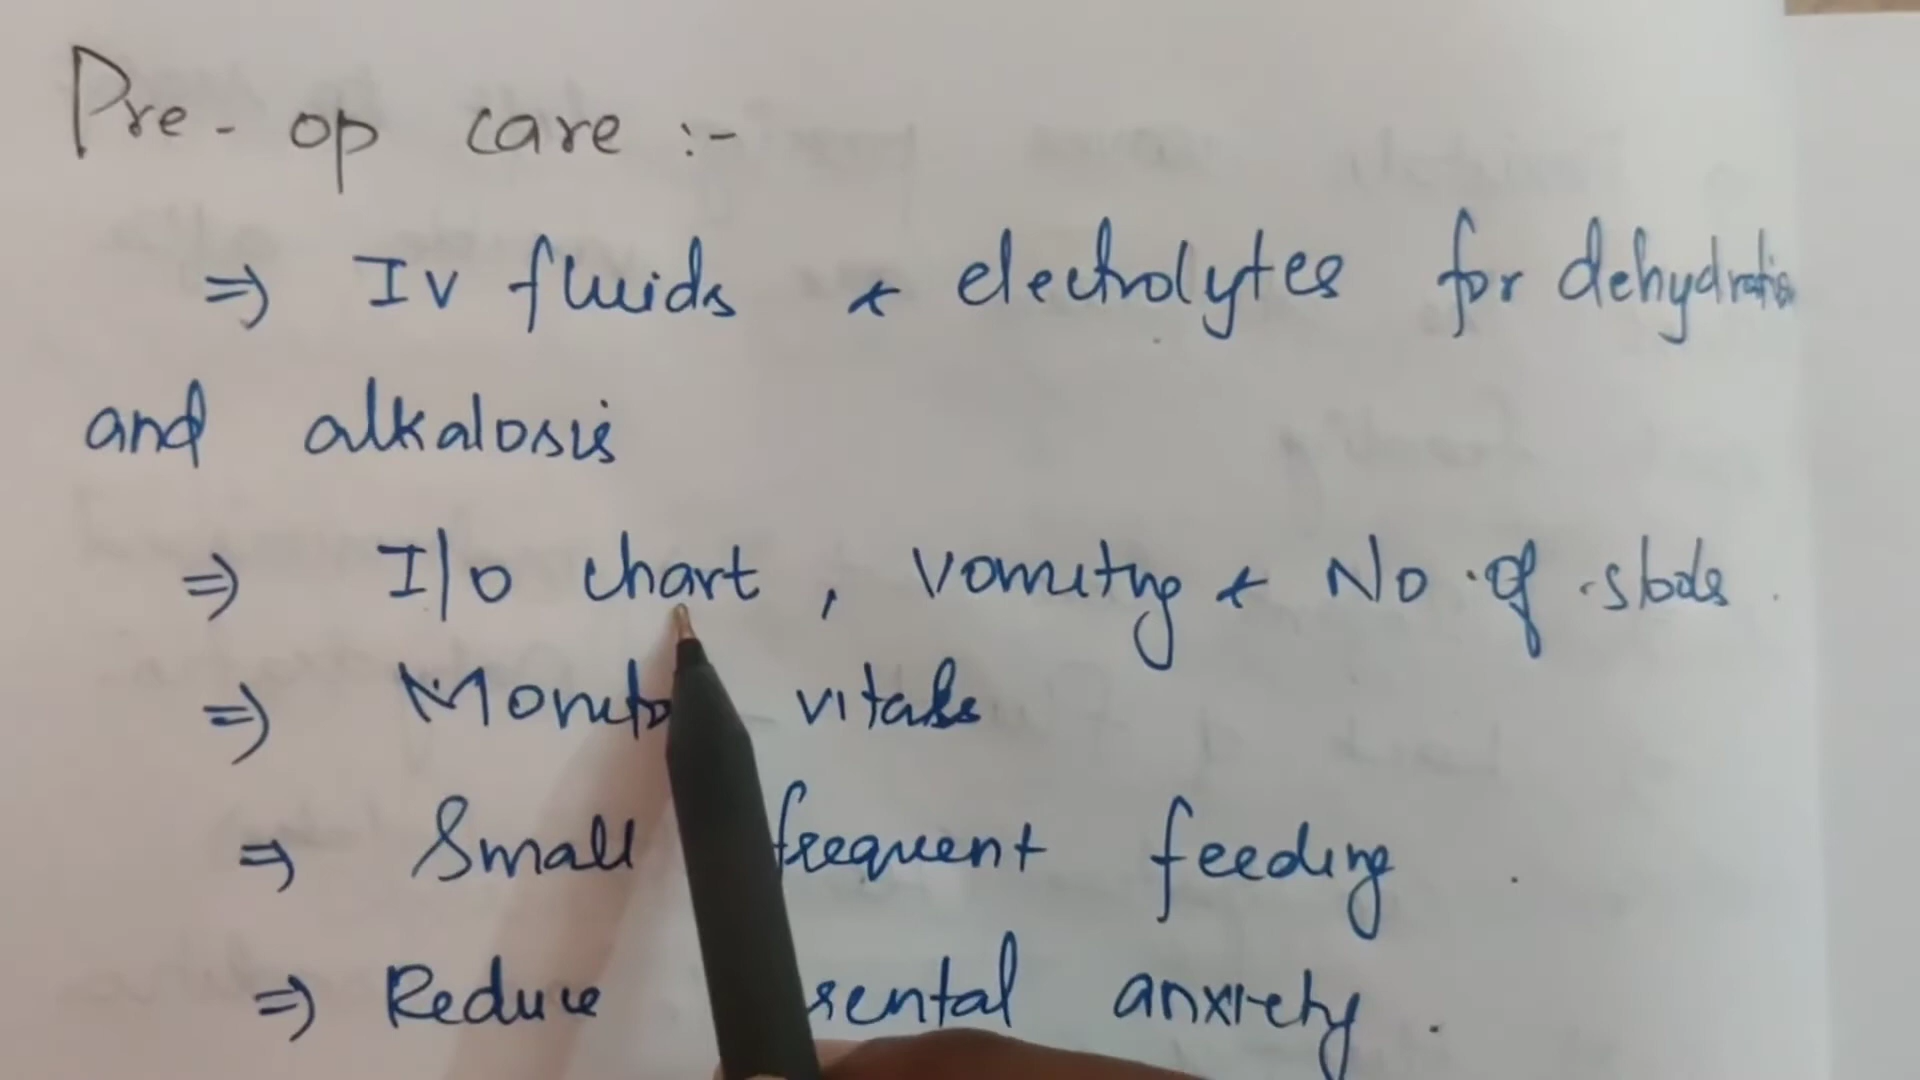 Pre-op care :-
⇒ IV fluids & electrolytes for dehydration
and alkalosis
⇒ I/o chart, vomiting & No. of stools.
⇒ Monitor vitals
⇒ Small frequent feeding.
⇒ Reduce anxiety.